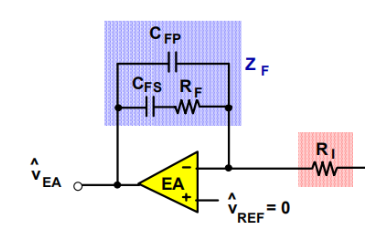 C FP
Z F
C FS R F
R I
EA
−
+
^
v EA
^
v REF = 0